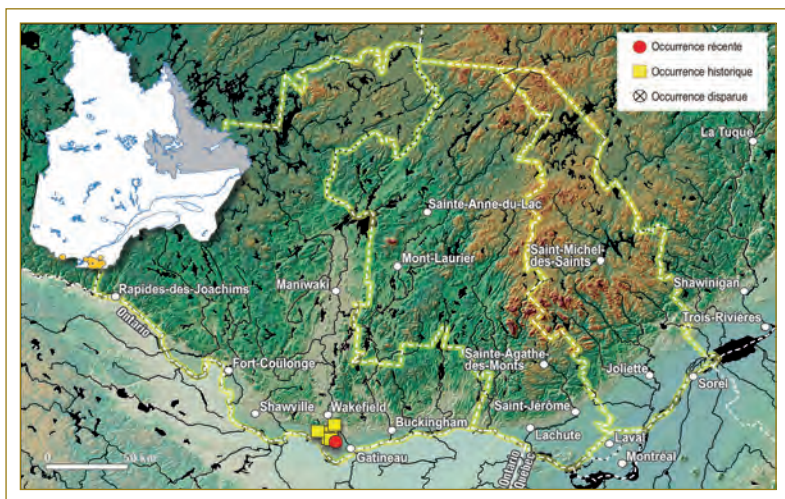 Occurrence récente
Occurrence historique
Occurrence disparue
La Tuque
Sainte-Anne-du-Lac
Saint-Michel
-des-Saints
Mont-Laurier
Maniwaki
Rapides-des-Joachims
Shawinigan
Trois-Rivières
Ontario
Fort-Coulonge
Sainte-Agathe
-des-Monts
Joliette
Sorel
Shawville
Wakefield
Buckingham
Saint-Jérôme
Lachute
Laval
Gatineau
Montréal
Ontario
Québec
0 50 km